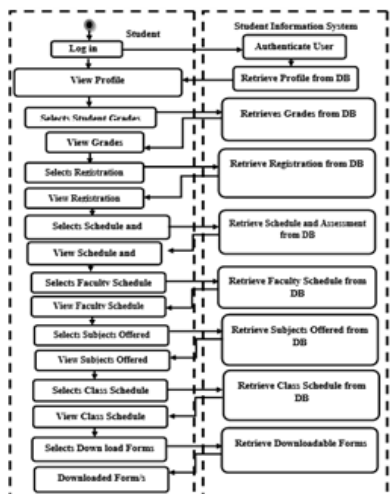 Student
Student Information System
Log in
Authenticate User
View Profile
Retrieve Profile from DB
Selects Student Grades
Retrieves Grades from DB
View Grades
Selects Registration
Retrieve Registration from DB
View Registration
Selects Schedule and
Retrieve Schedule and Assessment
from DB
View Schedule and
Selects Faculty Schedule
Retrieve Faculty Schedule from
DB
View Faculty Schedule
Selects Subjects Offered
Retrieve Subjects Offered from
DB
View Subjects Offered
Selects Class Schedule
Retrieve Class Schedule from
DB
View Class Schedule
Selects Down load Forms
Retrieve Downloadable Forms
Downloaded Form/s